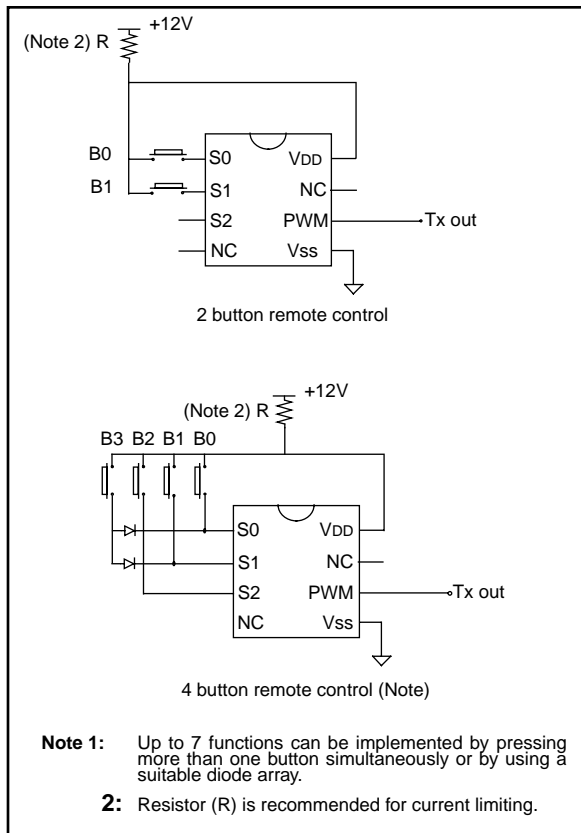 +12V
(Note 2) R
B0
S0
VDD
B1
S1
NC
S2
PWM
Tx out
NC
Vss
2 button remote control
+12V
(Note 2) R
B3 B2 B1 B0
S0
VDD
S1
NC
S2
PWM
Tx out
NC
Vss
4 button remote control (Note)
Note 1: Up to 7 functions can be implemented by pressing
more than one button simultaneously or by using a
suitable diode array.
2: Resistor (R) is recommended for current limiting.